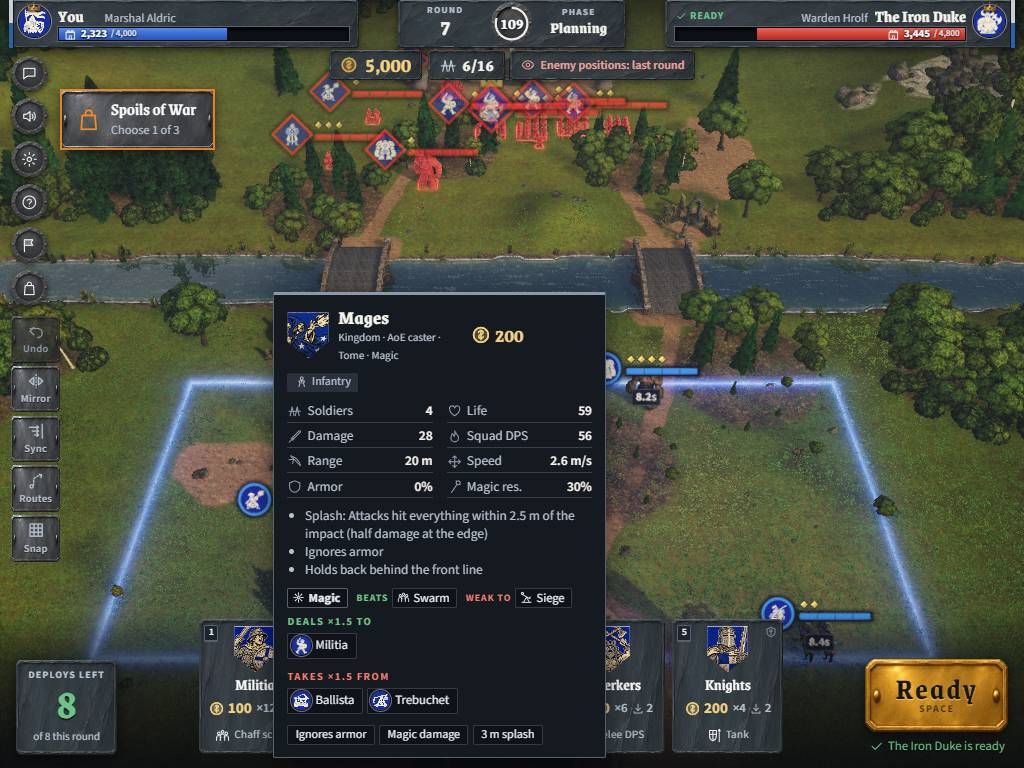 You Marshal Aldric
2,323 / 4,000
ROUND
7
109
PHASE
Planning
READY
Warden Hrolf The Iron Duke
3,445 / 4,800
5,000
6/16
Enemy positions: last round
Spoils of War
Choose 1 of 3
Undo
Mirror
Sync
Routes
Snap
Mages
Kingdom · AoE caster ·
Tome · Magic
200
Infantry
Soldiers 4
Life 59
Damage 28
Squad DPS 56
Range 20 m
Speed 2.6 m/s
Armor 0%
Magic res. 30%
• Splash: Attacks hit everything within 2.5 m of the
impact (half damage at the edge)
• Ignores armor
• Holds back behind the front line
Magic BEATS Swarm WEAK TO Siege
DEALS ×1.5 TO
Militia
TAKES ×1.5 FROM
Ballista Trebuchet
Ignores armor Magic damage 3 m splash
8.2s
8.4s
DEPLOYS LEFT
8
of 8 this round
1
100 ×12
×6 2
5
Knights
200 ×4 2
Tank
Ready
SPACE
The Iron Duke is ready